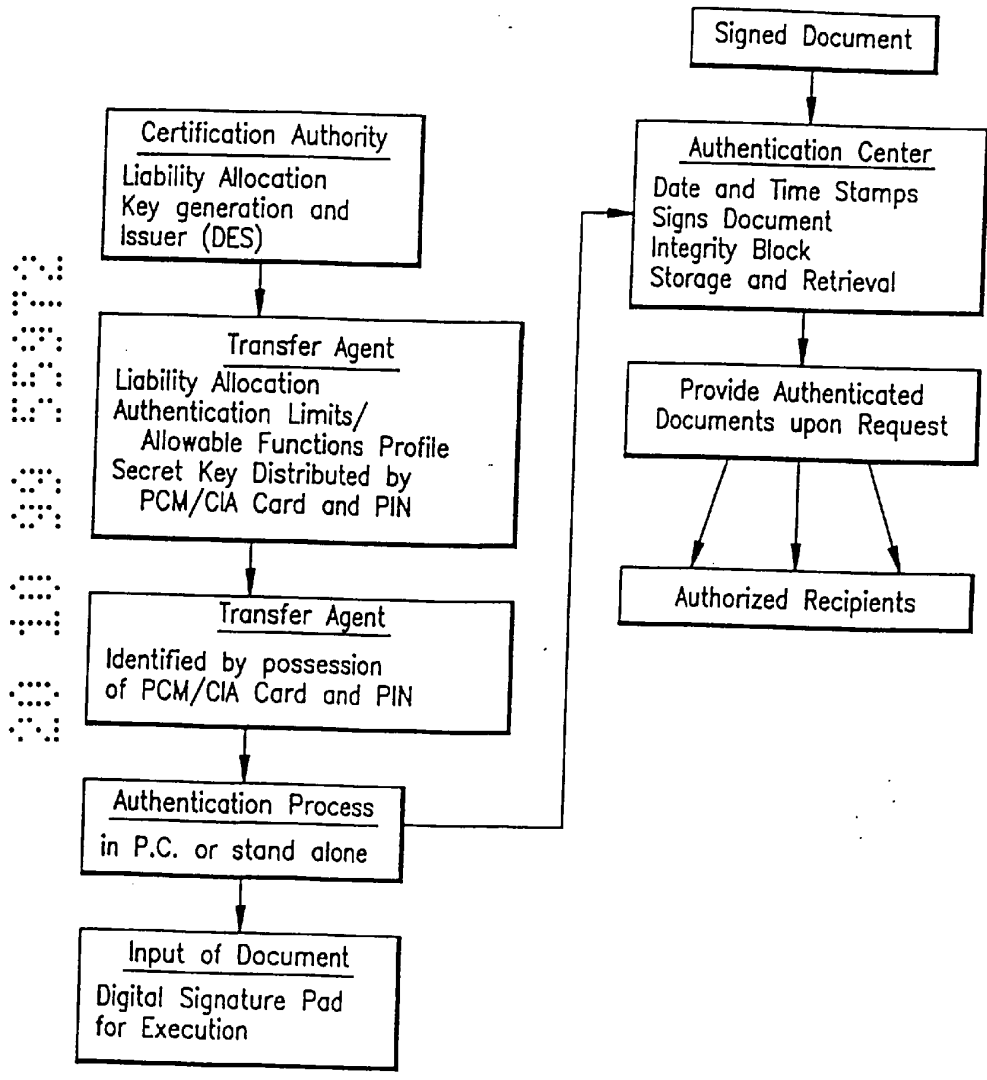 Certification Authority
Liability Allocation
Key generation and
Issuer (DES)
Transfer Agent
Liability Allocation
Authentication Limits/
Allowable Functions Profile
Secret Key Distributed by
PCM/CIA Card and PIN
Transfer Agent
Identified by possession
of PCM/CIA Card and PIN
Authentication Process
in P.C. or stand alone
Input of Document
Digital Signature Pad
for Execution
Signed Document
Authentication Center
Date and Time Stamps
Signs Document
Integrity Block
Storage and Retrieval
Provide Authenticated
Documents upon Request
Authorized Recipients